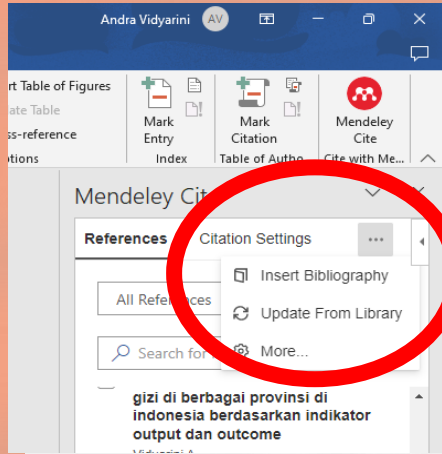 Andra Vidyarini AV
rt Table of Figures
ate Table
ss-reference
tions
Mark Entry
Index
Mark Citation
Table of Autho
Mendeley Cite
Cite with Me...
Mendeley Cit
References Citation Settings ...
Insert Bibliography
All References
Update From Library
Search for
More...
gizi di berbagai provinsi di
indonesia berdasarkan indikator
output dan outcome
Vidyarini A